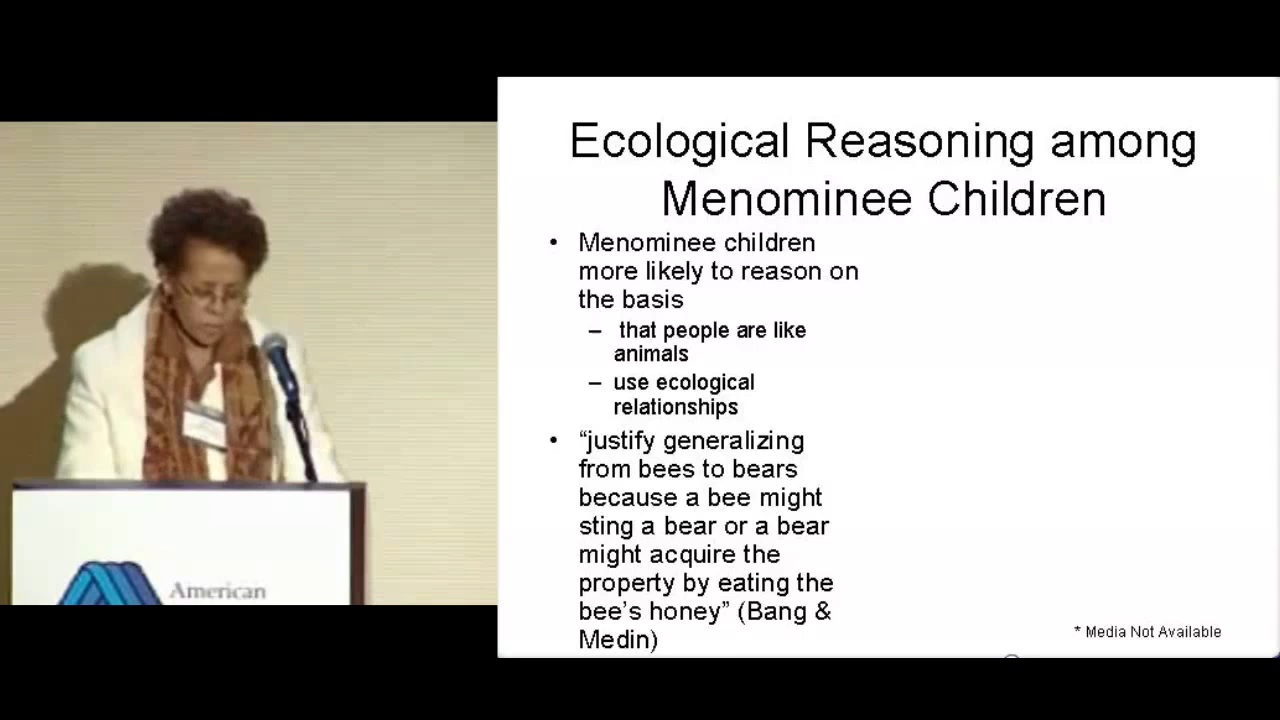 Ecological Reasoning among
Menominee Children
• Menominee children
more likely to reason on
the basis
– that people are like
animals
– use ecological
relationships
• “justify generalizing
from bees to bears
because a bee might
sting a bear or a bear
might acquire the
property by eating the
bee’s honey” (Bang &
Medin)
* Media Not Available
American